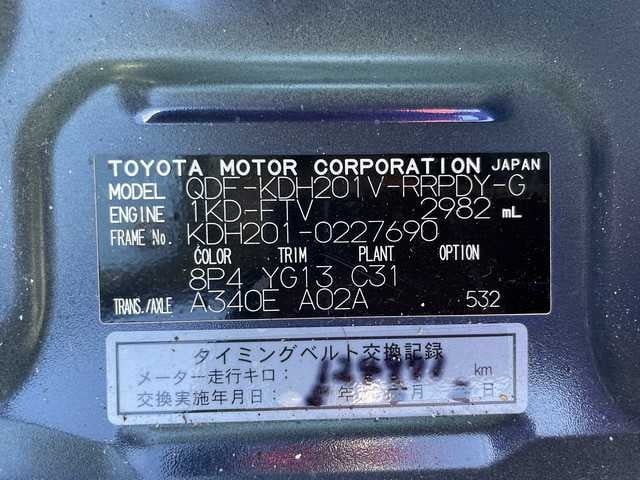 TOYOTA MOTOR CORPORATION JAPAN
MODEL QDF-KDH201V-RRPDY-G
ENGINE 1KD-FTV 2982 mL
FRAME No. KDH201-0227690
COLOR TRIM PLANT OPTION
8P4 YG13 C31
TRANS./AXLE A340E A02A 532
タイミングベルト交換記録
メーター走行キロ: km
交換実施年月日: 年 月 日